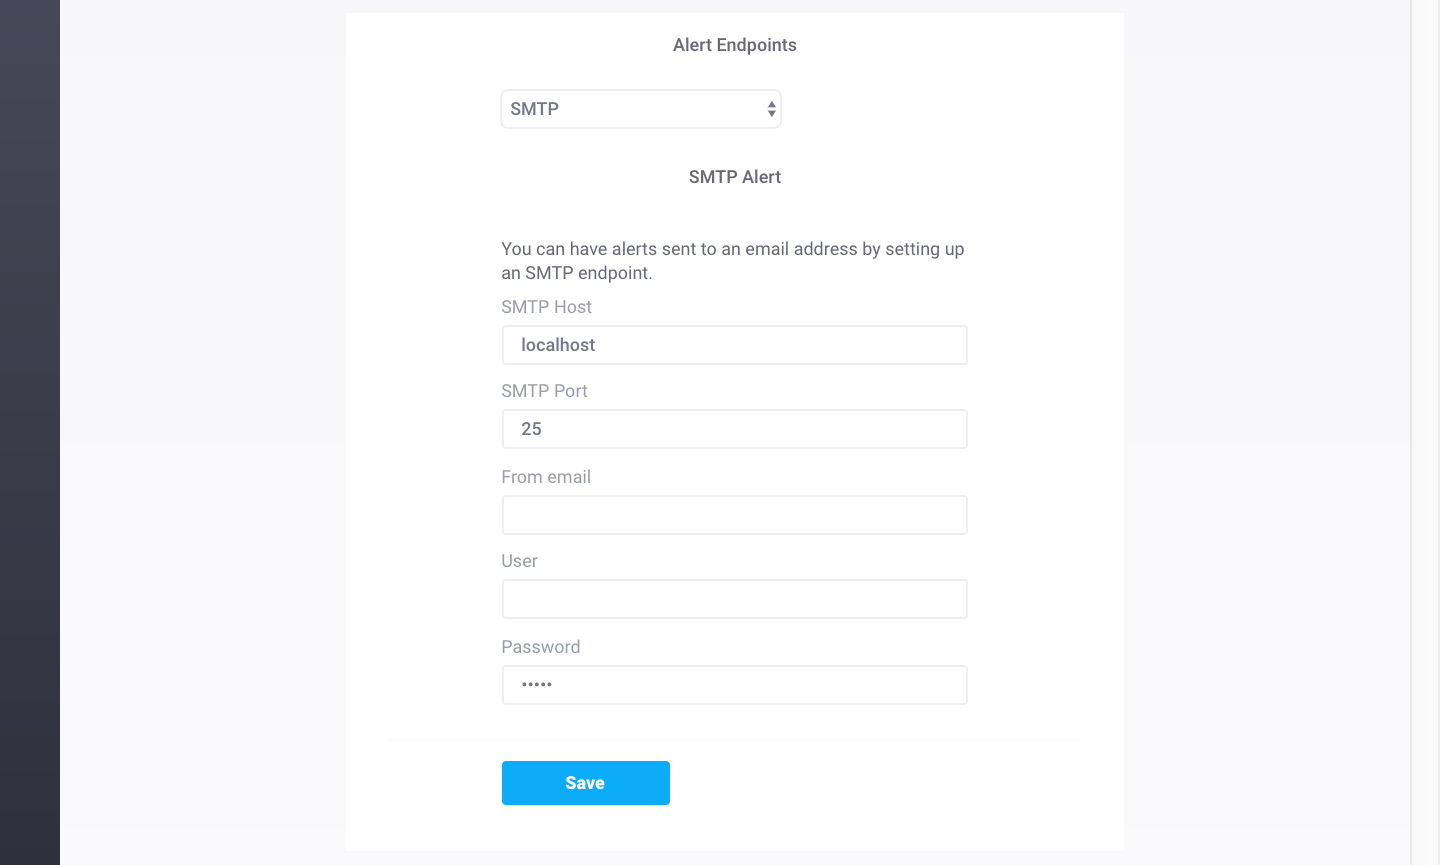 Alert Endpoints
SMTP
SMTP Alert
You can have alerts sent to an email address by setting up
an SMTP endpoint.
SMTP Host
localhost
SMTP Port
25
From email
User
Password
•••••
Save